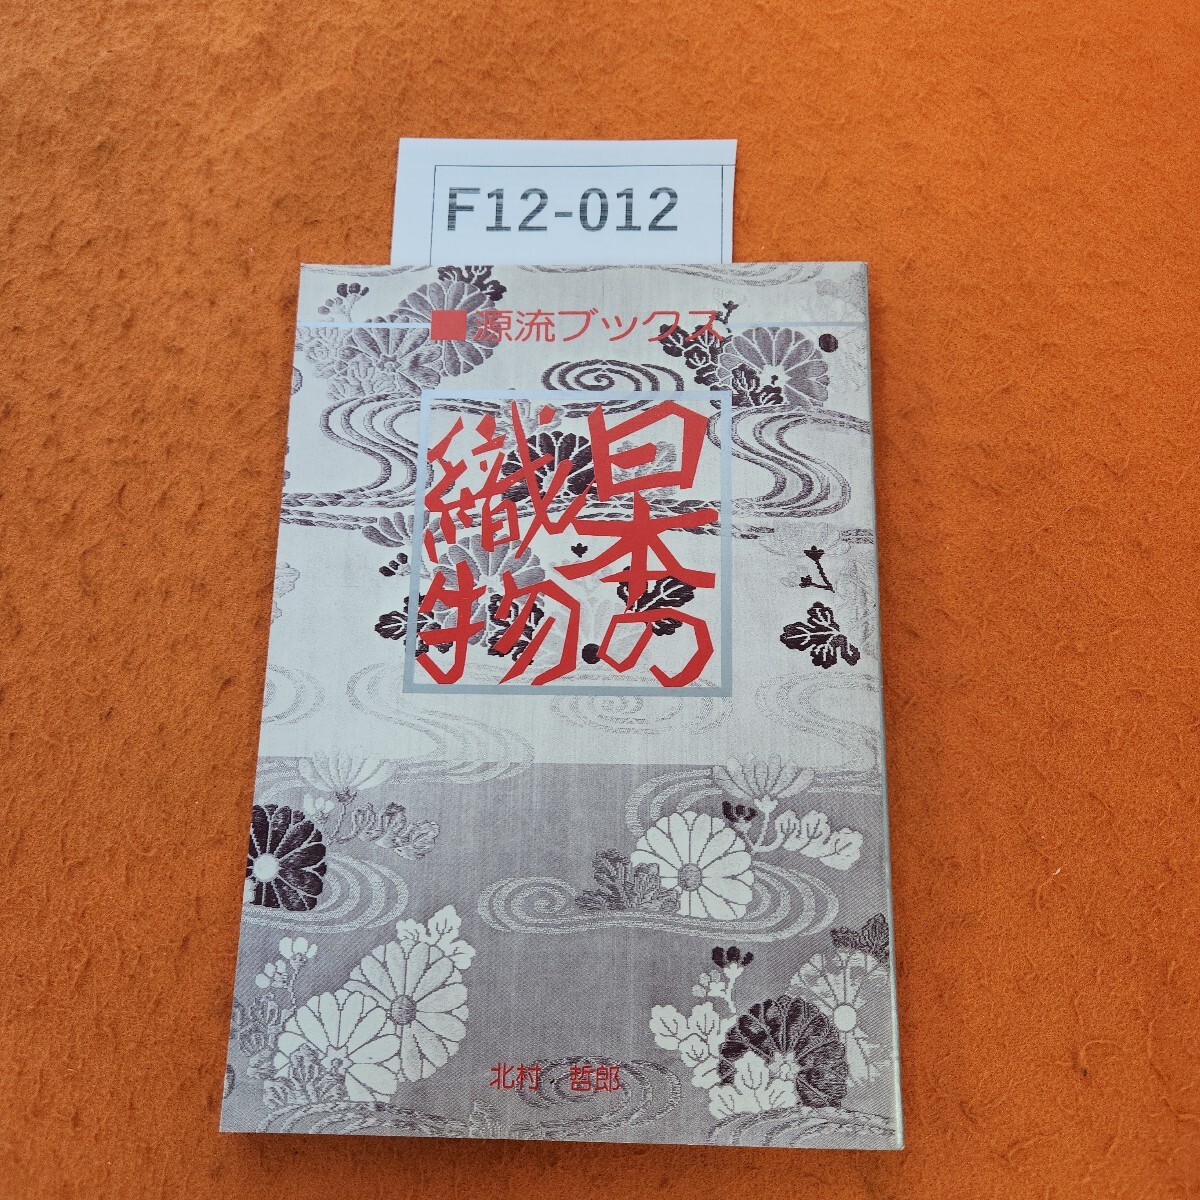 F12-012
■源流ブックス
日本の
織物
北村 哲郎